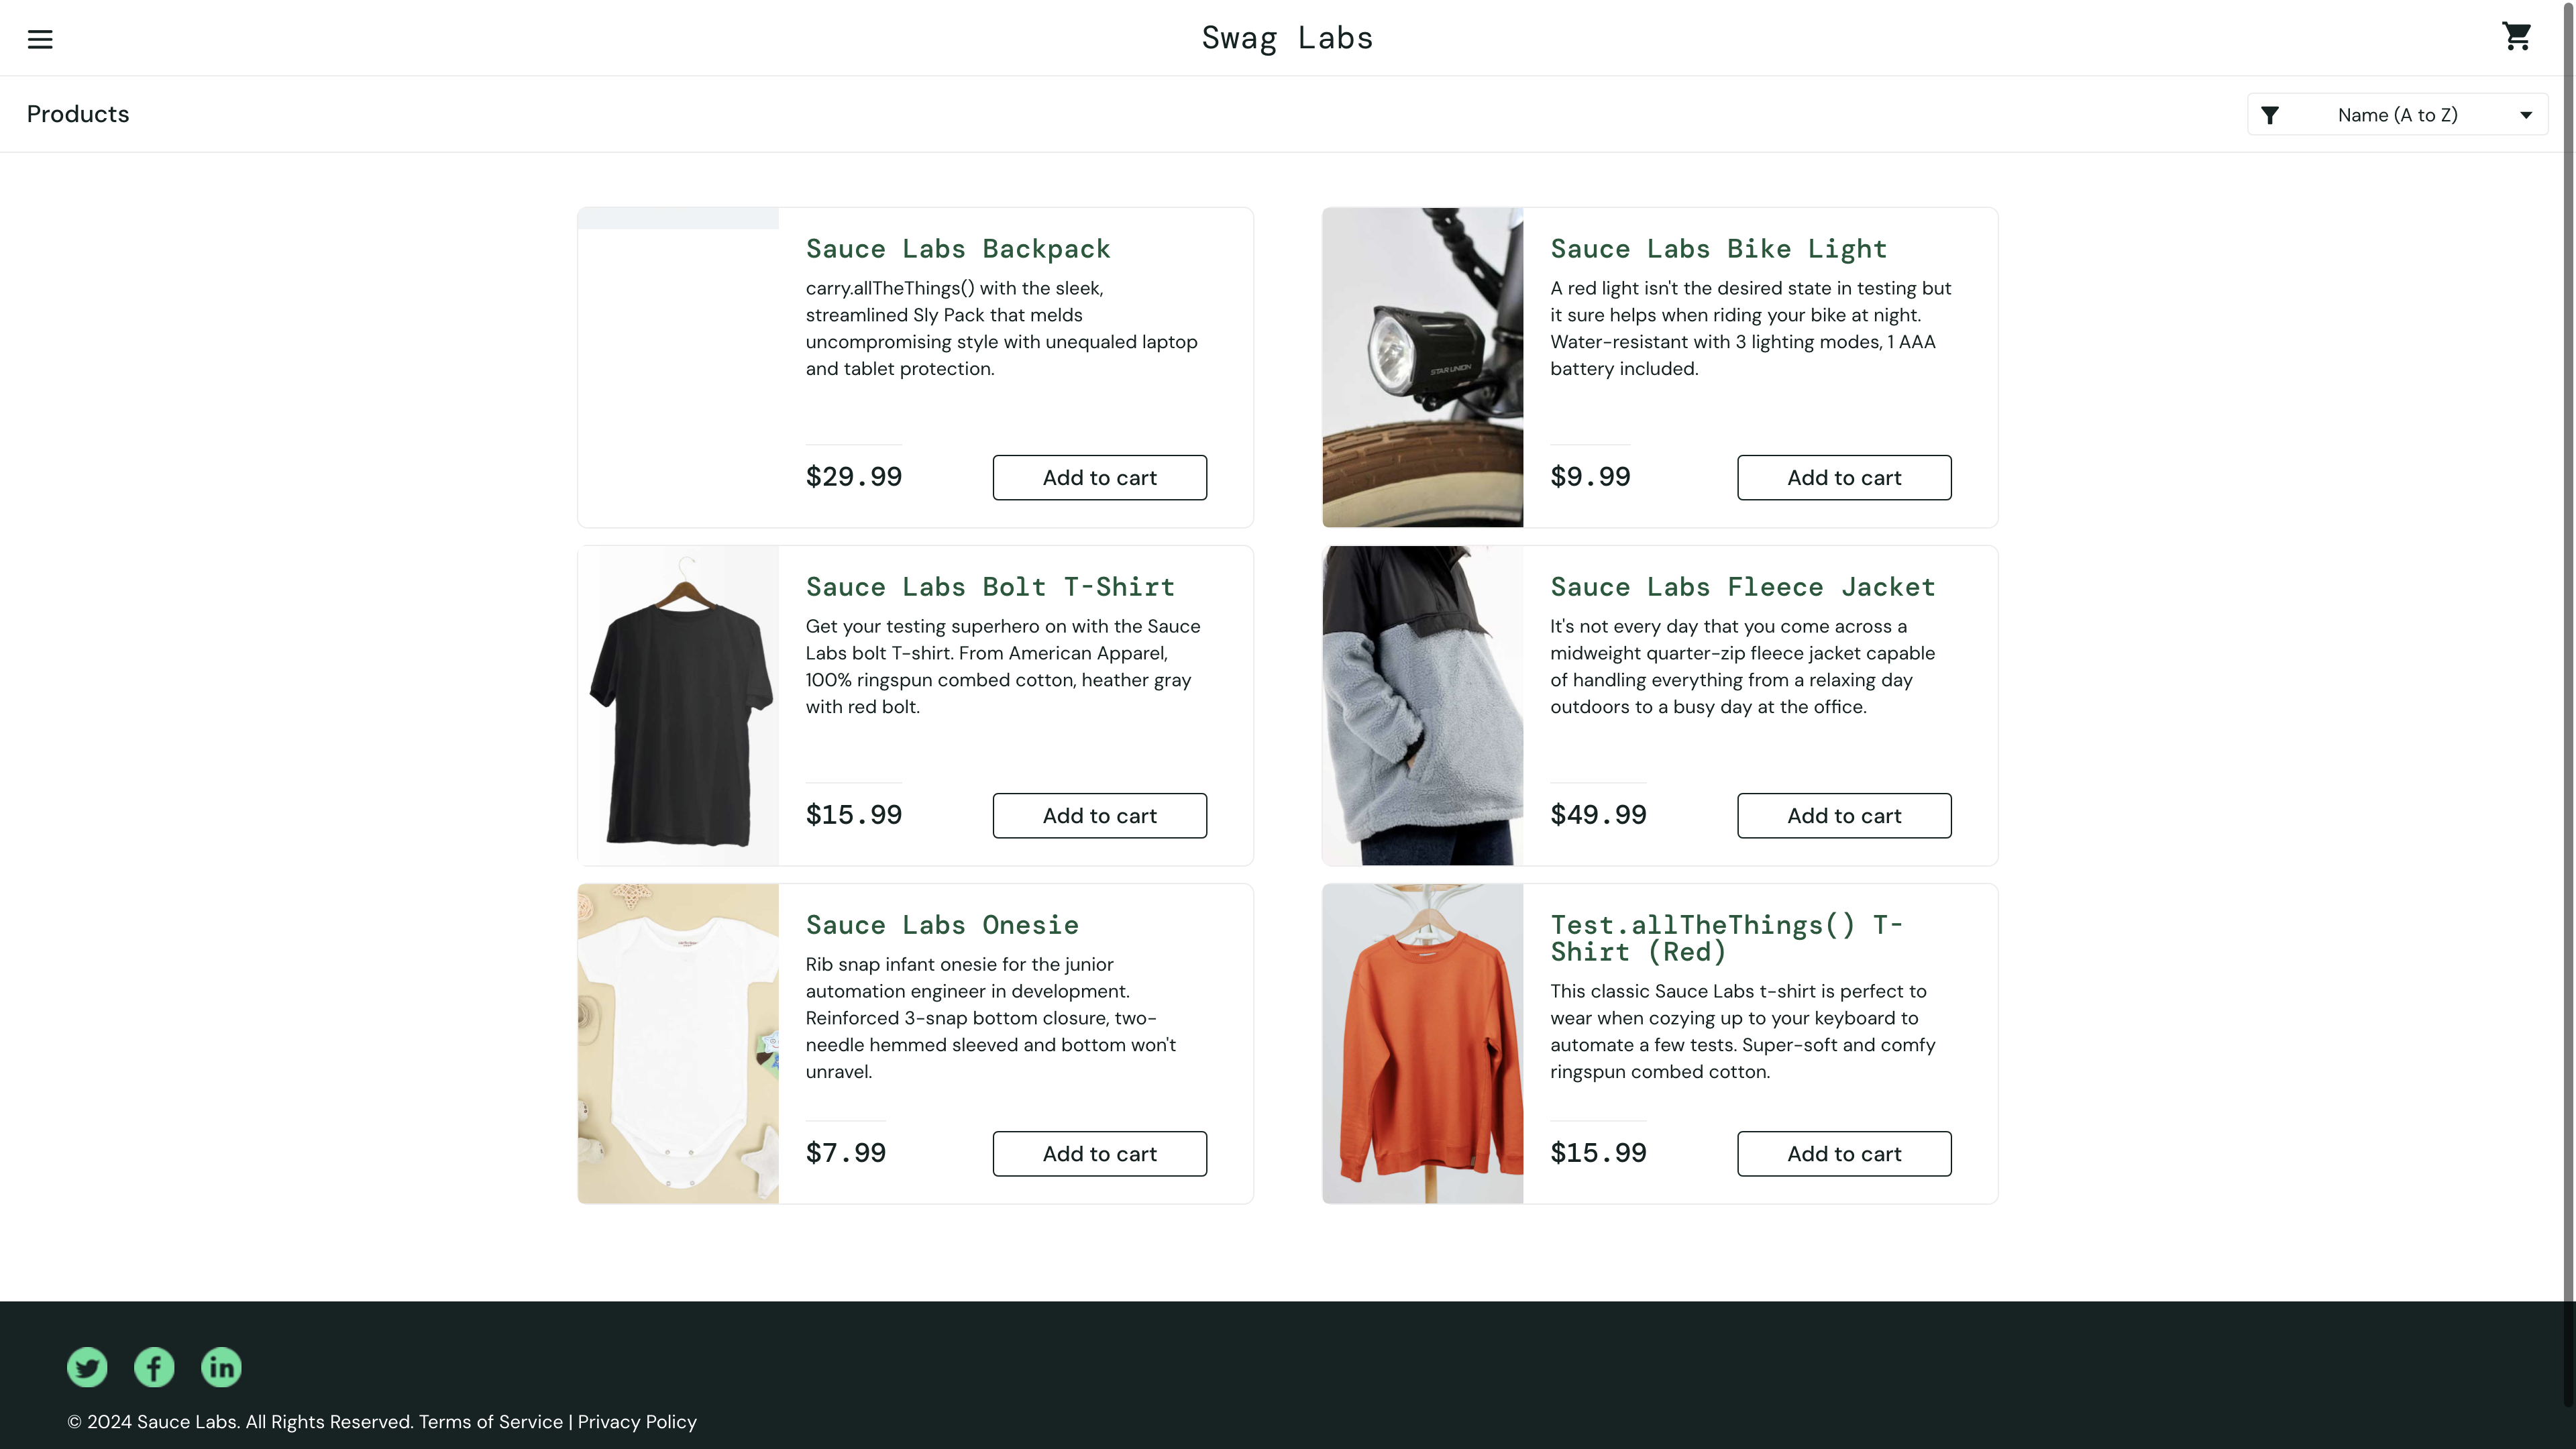 Swag Labs
Products
Name (A to Z)
Sauce Labs Backpack
carry.allTheThings() with the sleek,
streamlined Sly Pack that melds
uncompromising style with unequaled laptop
and tablet protection.
$29.99
Add to cart
Sauce Labs Bike Light
A red light isn't the desired state in testing but
it sure helps when riding your bike at night.
Water-resistant with 3 lighting modes, 1 AAA
battery included.
STAR UNION
$9.99
Add to cart
Sauce Labs Bolt T-Shirt
Get your testing superhero on with the Sauce
Labs bolt T-shirt. From American Apparel,
100% ringspun combed cotton, heather gray
with red bolt.
$15.99
Add to cart
Sauce Labs Fleece Jacket
It's not every day that you come across a
midweight quarter-zip fleece jacket capable
of handling everything from a relaxing day
outdoors to a busy day at the office.
$49.99
Add to cart
Sauce Labs Onesie
Rib snap infant onesie for the junior
automation engineer in development.
Reinforced 3-snap bottom closure, two-
needle hemmed sleeved and bottom won't
unravel.
$7.99
Add to cart
Test.allTheThings() T-
Shirt (Red)
This classic Sauce Labs t-shirt is perfect to
wear when cozying up to your keyboard to
automate a few tests. Super-soft and comfy
ringspun combed cotton.
$15.99
Add to cart
© 2024 Sauce Labs. All Rights Reserved. Terms of Service | Privacy Policy